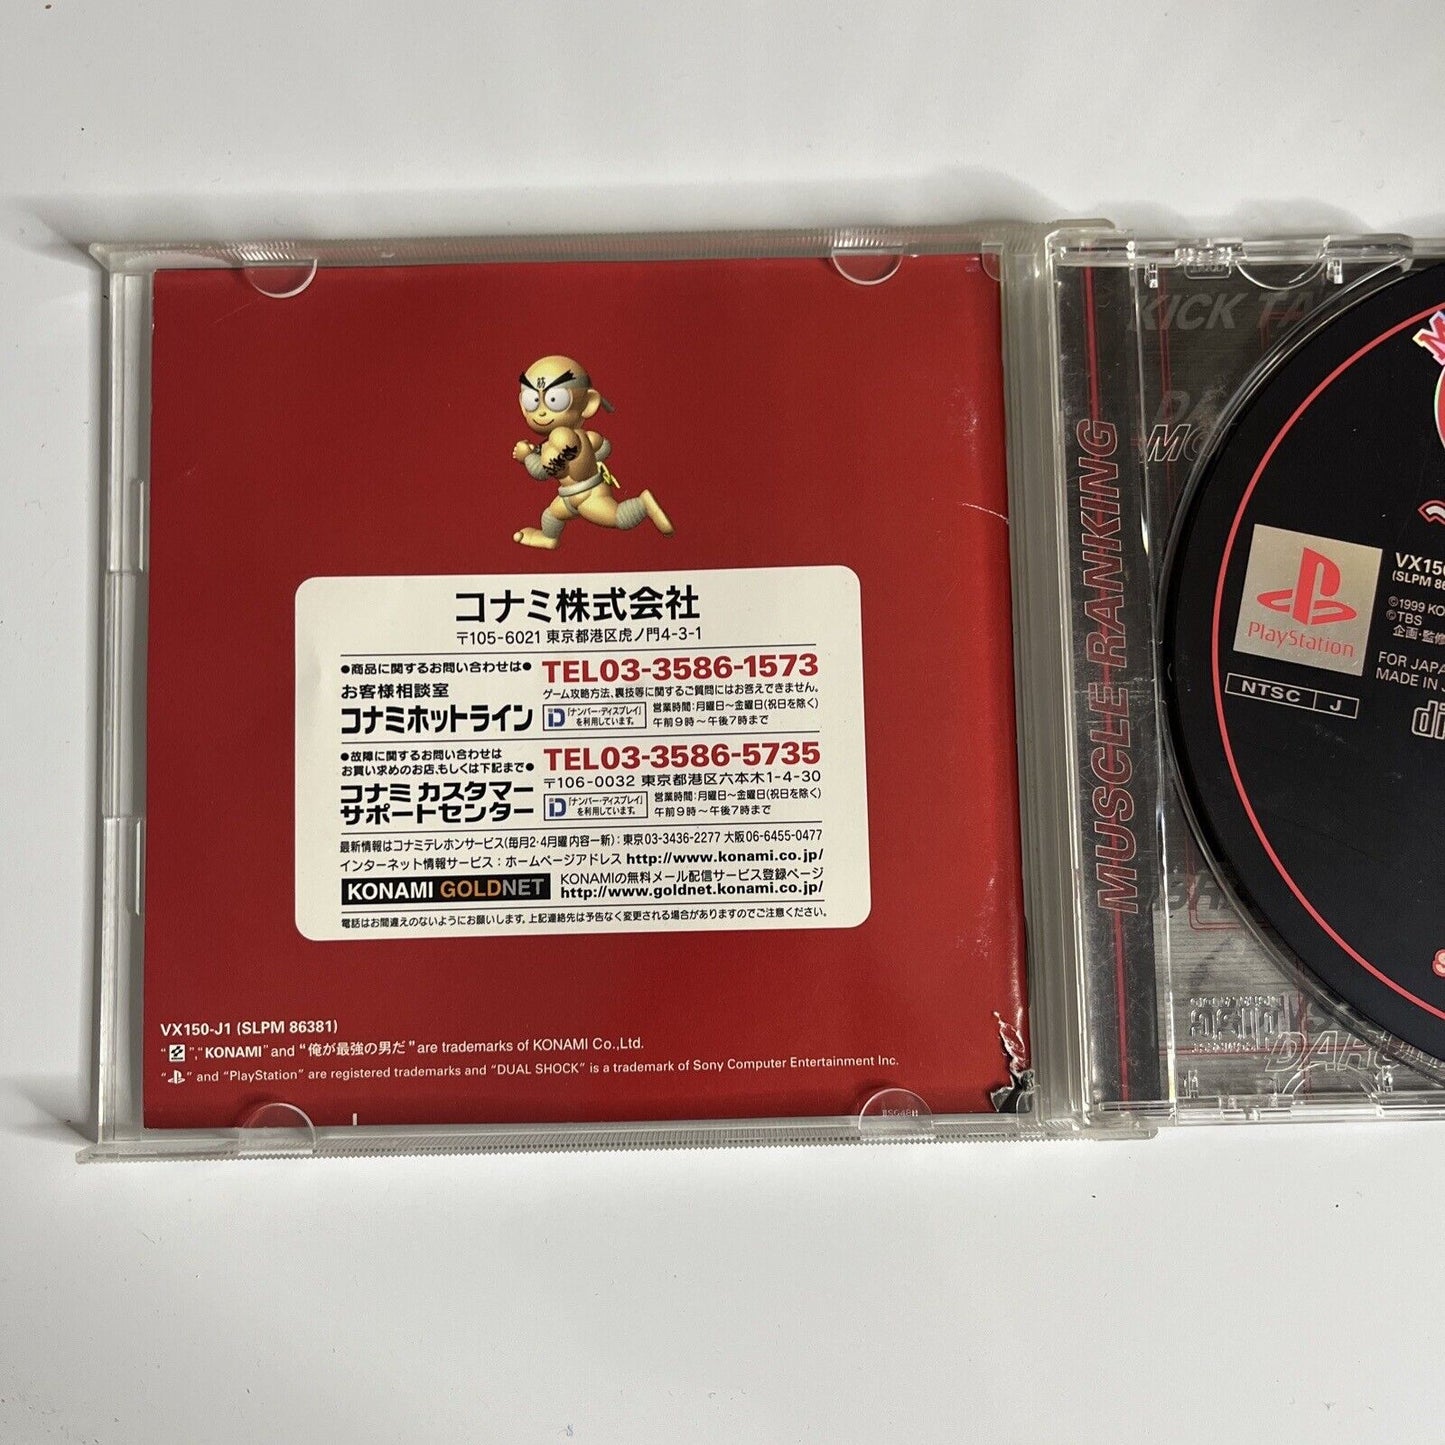 筋
コナミ株式会社
〒105-6021 東京都港区虎ノ門4-3-1
●商品に関するお問い合わせは●
お客様相談室
コナミホットライン
TEL03-3586-1573
ゲーム攻略方法、裏技等に関するご質問にはお答えできません。
D「ナンバー・ディスプレイ」
を利用しています。
営業時間:月曜日〜金曜日(祝日を除く)
午前9時〜午後7時まで
●故障に関するお問い合わせは
お買い求めのお店、もしくは下記まで●
コナミ カスタマー
サポートセンター
TEL03-3586-5735
〒106-0032 東京都港区六本木1-4-30
D「ナンバー・ディスプレイ」
を利用しています。
営業時間:月曜日〜金曜日(祝日を除く)
午前9時〜午後7時まで
最新情報はコナミテレホンサービス(毎月2・4月曜内容一新):東京03-3436-2277 大阪06-6455-0477
インターネット情報サービス:ホームページアドレス http://www.konami.co.jp/
KONAMI GOLDNET
KONAMIの無料メール配信サービス登録ページ
http://www.goldnet.konami.co.jp/
電話はお間違えのないようにお願いします。上記連絡先は予告なく変更される場合がありますのでご注意ください。
VX150-J1 (SLPM 86381)
" ","KONAMI" and "俺が最強の男だ" are trademarks of KONAMI Co.,Ltd.
" " and "PlayStation" are registered trademarks and "DUAL SHOCK" is a trademark of Sony Computer Entertainment Inc.
MUSCLE RANKING
KICK TA
DA
MO
DARU
PlayStation
NTSC J
VX150
(SLPM 86
©1999 KO
©TBS
企画・監修
FOR JAPA
MADE IN
di